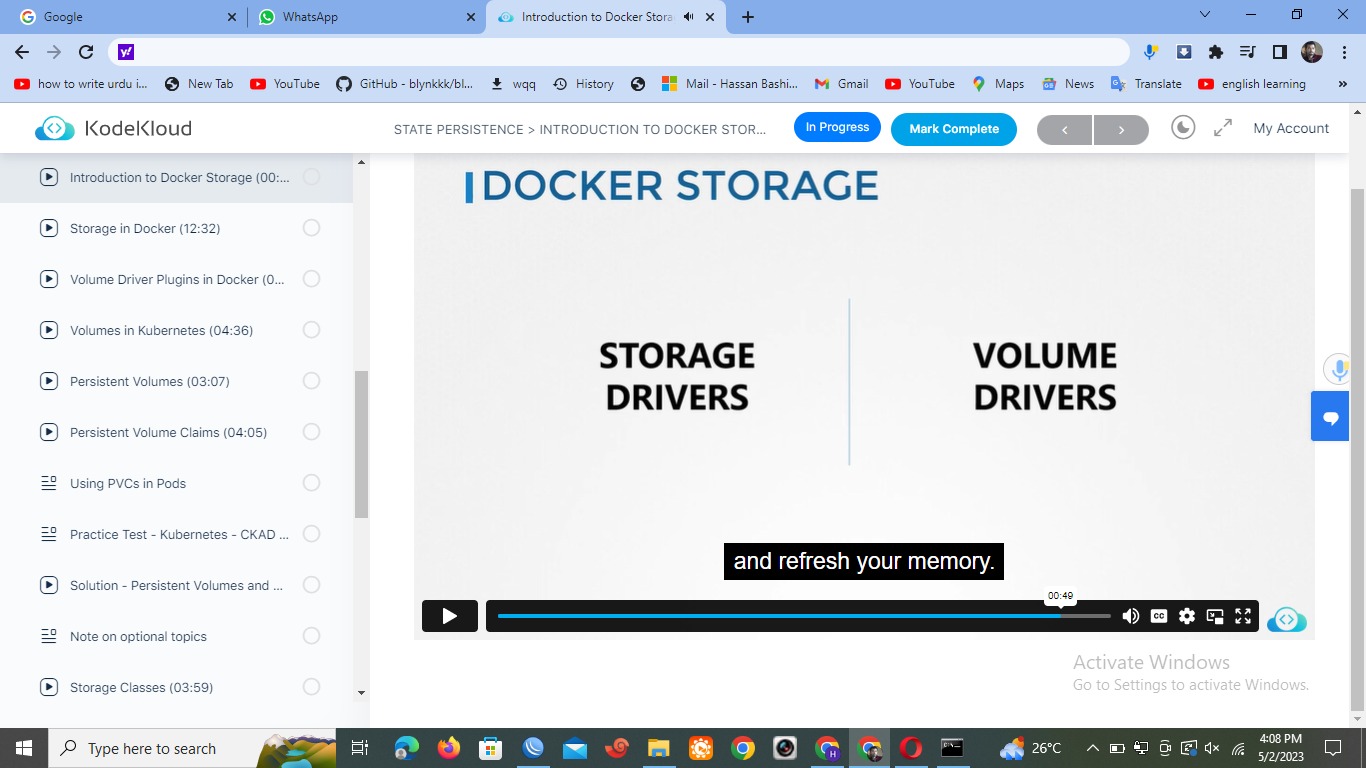 Google
WhatsApp
Introduction to Docker Stora
y!
how to write urdu i...
New Tab
YouTube
GitHub - blynkkk/bl...
wqq
History
Mail - Hassan Bashi...
Gmail
YouTube
Maps
News
Translate
english learning
»
KodeKloud
STATE PERSISTENCE > INTRODUCTION TO DOCKER STOR...
In Progress
Mark Complete
My Account
Introduction to Docker Storage (00:...
Storage in Docker (12:32)
Volume Driver Plugins in Docker (0...
Volumes in Kubernetes (04:36)
Persistent Volumes (03:07)
Persistent Volume Claims (04:05)
Using PVCs in Pods
Practice Test - Kubernetes - CKAD ...
Solution - Persistent Volumes and ...
Note on optional topics
Storage Classes (03:59)
DOCKER STORAGE
STORAGE
DRIVERS
VOLUME
DRIVERS
and refresh your memory.
00:49
CC
Activate Windows
Go to Settings to activate Windows.
Type here to search
26°C
4:08 PM
5/2/2023